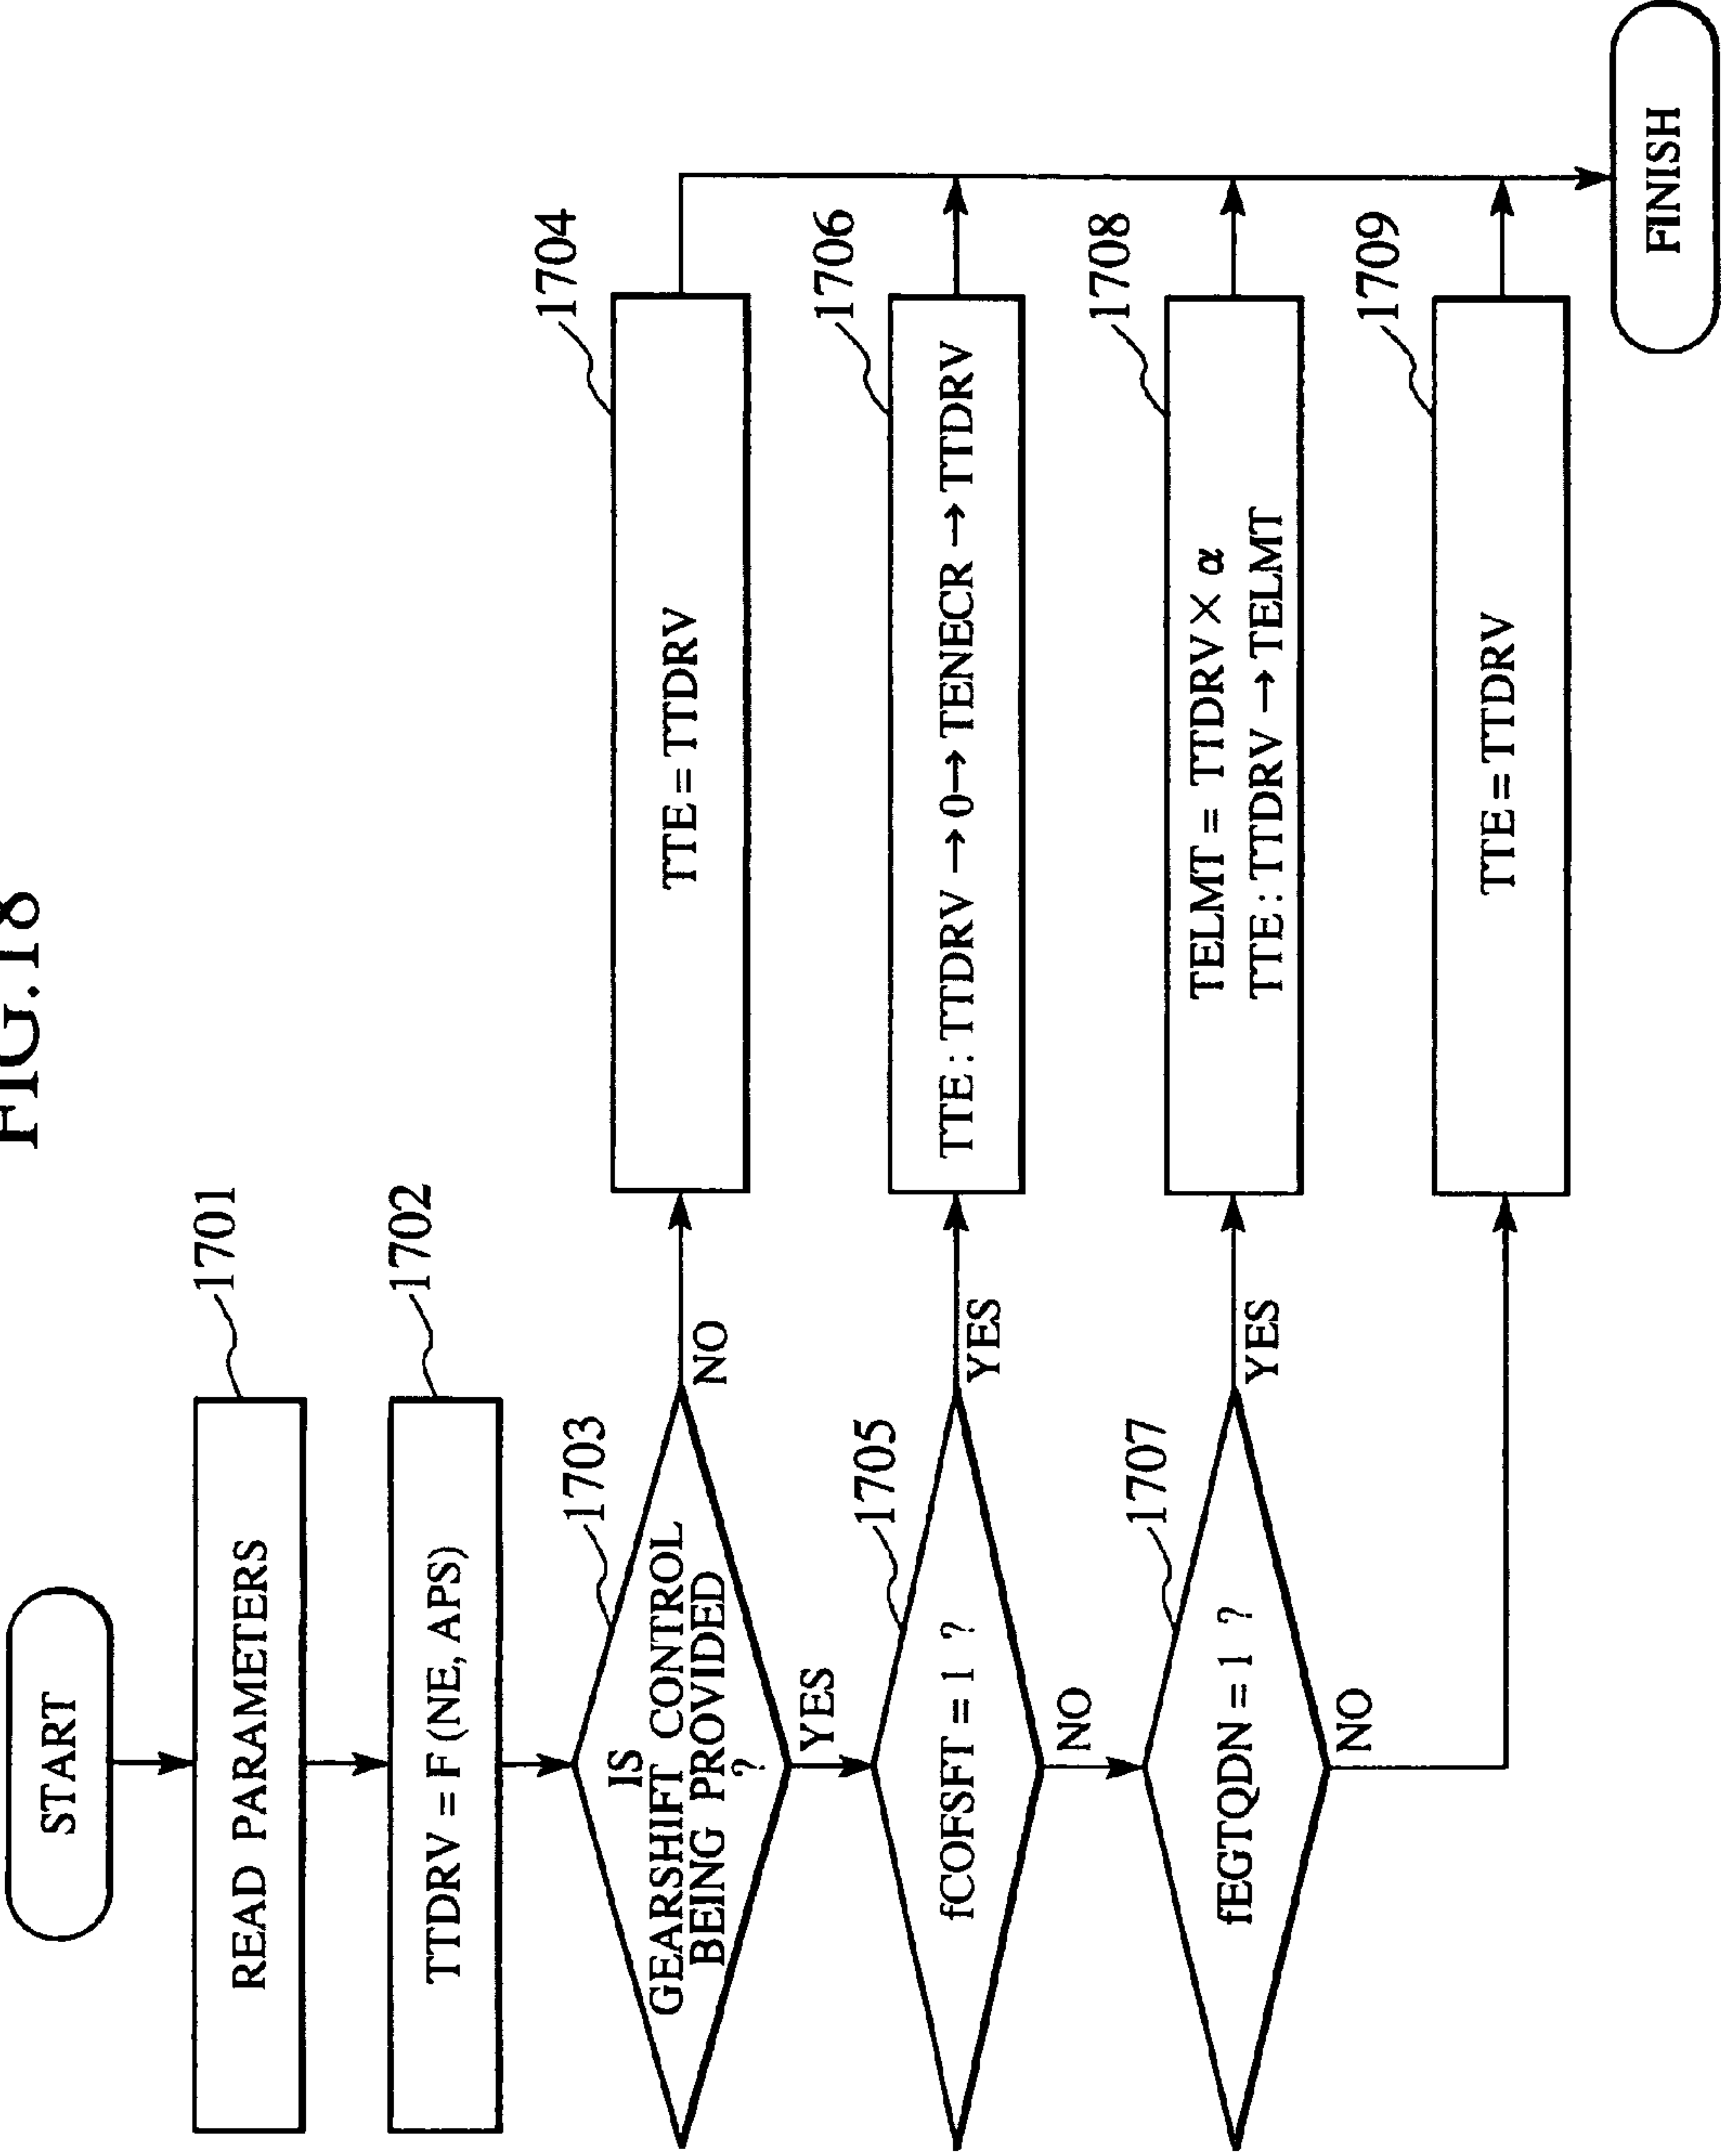 FIG.18
START
READ PARAMETERS
1701
TTDRV = F (NE, APS)
1702
IS
GEARSHIFT CONTROL
BEING PROVIDED
?
1703
NO
YES
TTE = TTDRV
1704
fCOFSFT = 1 ?
1705
YES
NO
TTE : TTDRV → 0 → TENECR → TTDRV
1706
fEGTQDN = 1 ?
1707
YES
NO
TELMT = TTDRV × α
TTE : TTDRV → TELMT
1708
TTE = TTDRV
1709
FINISH